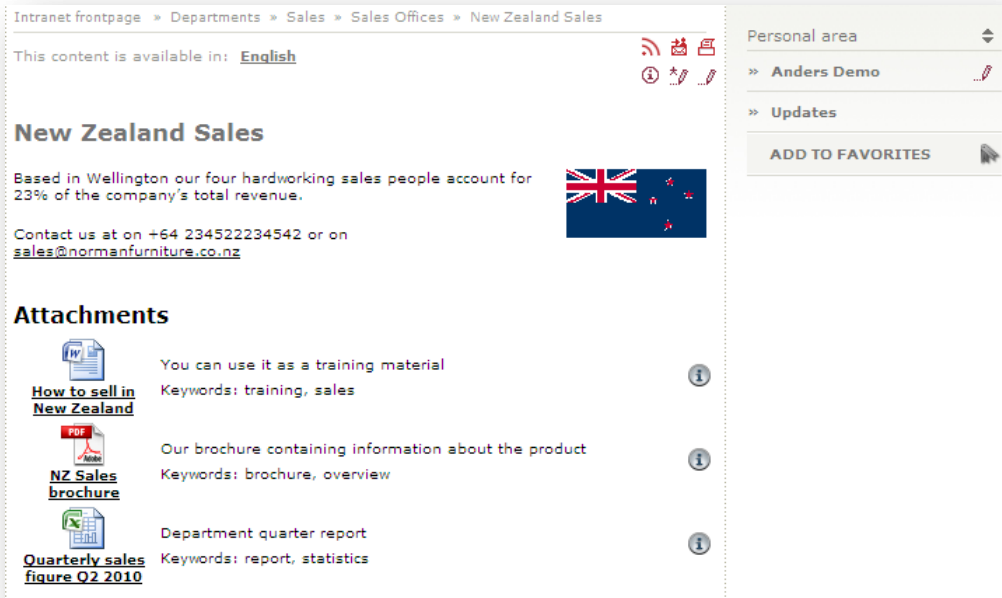 Intranet frontpage » Departments » Sales » Sales Offices » New Zealand Sales
This content is available in: English
New Zealand Sales
Based in Wellington our four hardworking sales people account for
23% of the company's total revenue.
Contact us at on +64 234522234542 or on
sales@normanfurniture.co.nz
Attachments
How to sell in
New Zealand
You can use it as a training material
Keywords: training, sales
PDF
Adobe
NZ Sales
brochure
Our brochure containing information about the product
Keywords: brochure, overview
Quarterly sales
figure Q2 2010
Department quarter report
Keywords: report, statistics
Personal area
» Anders Demo
» Updates
ADD TO FAVORITES